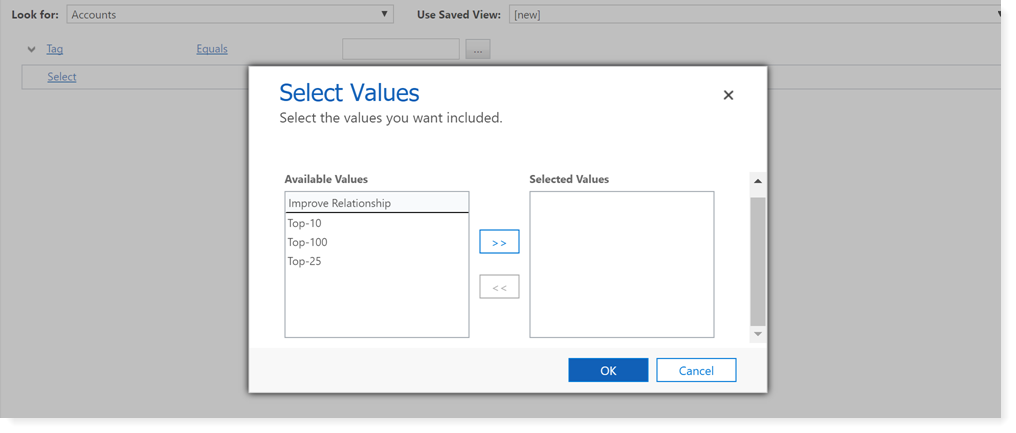 Look for: Accounts Use Saved View: [new]
Tag Equals ...
Select
Select Values
Select the values you want included.
Available Values Selected Values
Improve Relationship
Top-10
Top-100
Top-25
>>
<<
OK Cancel